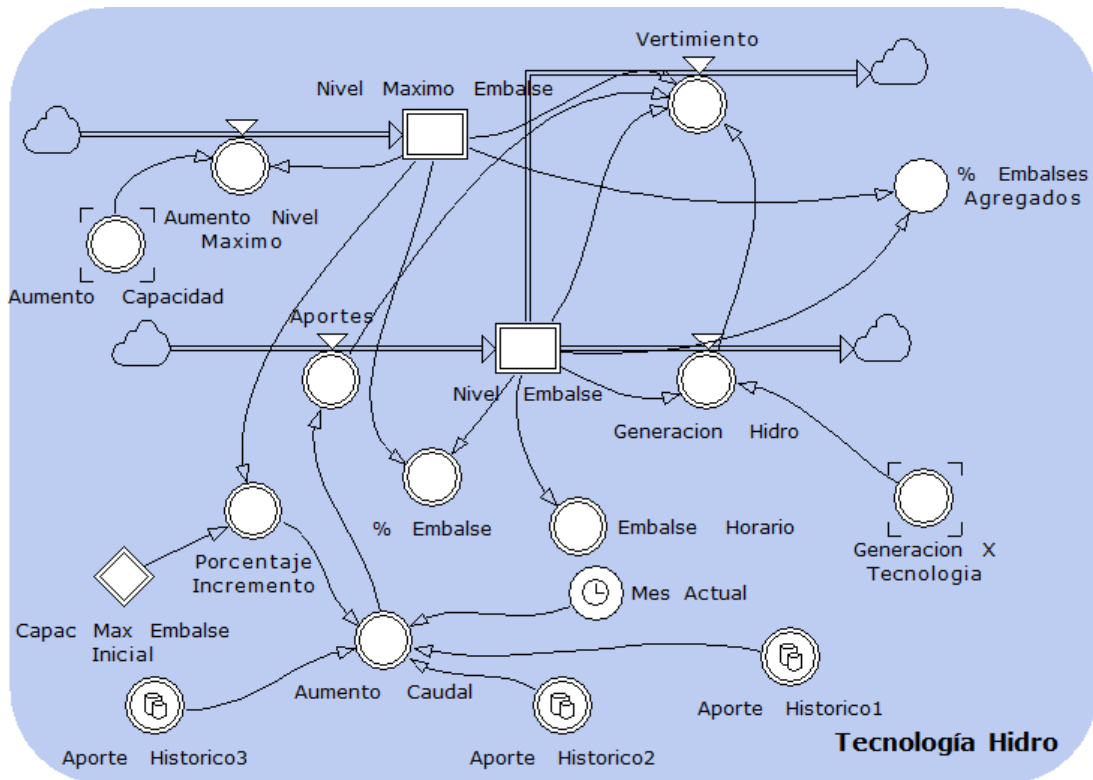 Vertimiento
Nivel Maximo Embalse
% Embalses
Agregados
Aumento Nivel
Maximo
Aumento Capacidad
Aportes
Nivel Embalse
Generacion Hidro
% Embalse
Embalse Horario
Generacion X
Tecnologia
Porcentaje
Incremento
Mes Actual
Capac Max Embalse
Inicial
Aumento Caudal
Aporte Historico1
Aporte Historico3
Aporte Historico2
Tecnología Hidro